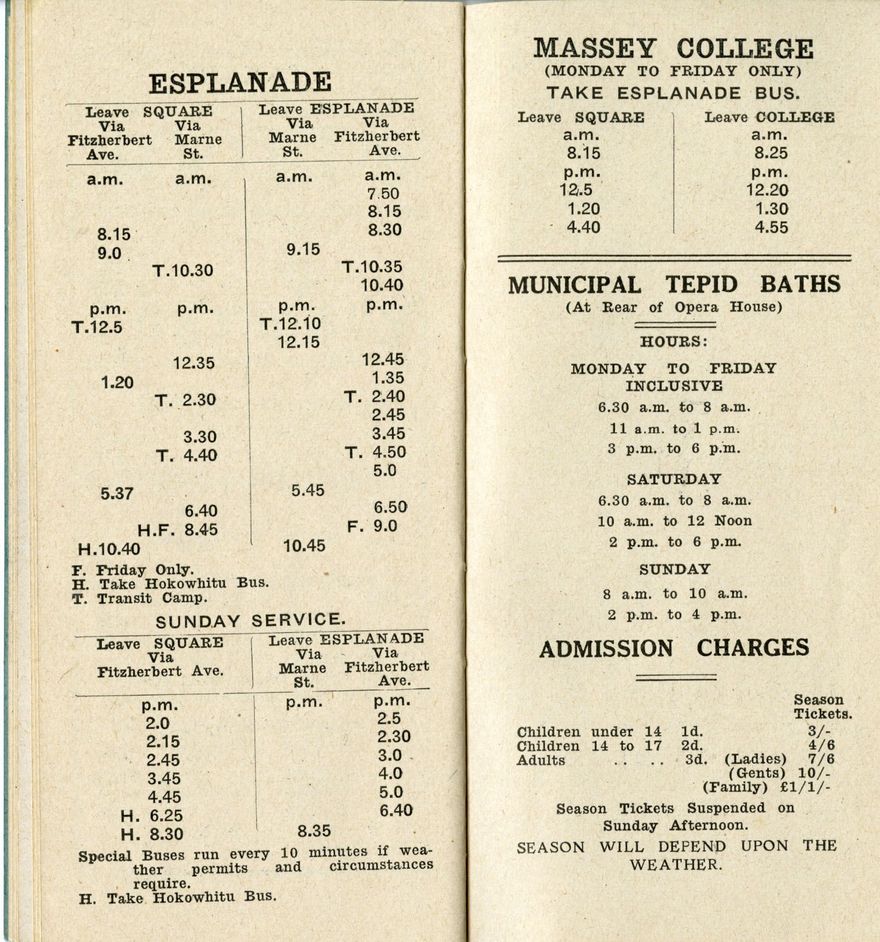 ESPLANADE
Leave SQUARE Leave ESPLANADE
Via Via Via Via
Fitzherbert Marne Marne Fitzherbert
Ave. St. St. Ave.
a.m. a.m. a.m. a.m.
7.50
8.15
8.15 8.30
9.0 9.15
T.10.30 T.10.35
10.40
p.m. p.m. p.m. p.m.
T.12.5 T.12.10
12.15
12.35 12.45
1.20 1.35
T. 2.30 T. 2.40
2.45
3.30 3.45
T. 4.40 T. 4.50
5.0
5.37 5.45
6.40 6.50
H.F. 8.45 F. 9.0
H.10.40 10.45
F. Friday Only.
H. Take Hokowhitu Bus.
T. Transit Camp.
SUNDAY SERVICE.
Leave SQUARE Leave ESPLANADE
Via Via Via
Fitzherbert Ave. Marne Fitzherbert
St. Ave.
p.m. p.m. p.m.
2.0 2.5
2.15 2.30
2.45 3.0
3.45 4.0
4.45 5.0
H. 6.25 6.40
H. 8.30 8.35
Special Buses run every 10 minutes if wea-
ther permits and circumstances
require.
H. Take Hokowhitu Bus.
MASSEY COLLEGE
(MONDAY TO FRIDAY ONLY)
TAKE ESPLANADE BUS.
Leave SQUARE Leave COLLEGE
a.m. a.m.
8.15 8.25
p.m. p.m.
12.5 12.20
1.20 1.30
4.40 4.55
MUNICIPAL TEPID BATHS
(At Rear of Opera House)
HOURS:
MONDAY TO FRIDAY
INCLUSIVE
6.30 a.m. to 8 a.m.
11 a.m. to 1 p.m.
3 p.m. to 6 p.m.
SATURDAY
6.30 a.m. to 8 a.m.
10 a.m. to 12 Noon
2 p.m. to 6 p.m.
SUNDAY
8 a.m. to 10 a.m.
2 p.m. to 4 p.m.
ADMISSION CHARGES
Season
Tickets.
Children under 14 1d. 3/-
Children 14 to 17 2d. 4/6
Adults .. .. 3d. (Ladies) 7/6
(Gents) 10/-
(Family) £1/1/-
Season Tickets Suspended on
Sunday Afternoon.
SEASON WILL DEPEND UPON THE
WEATHER.